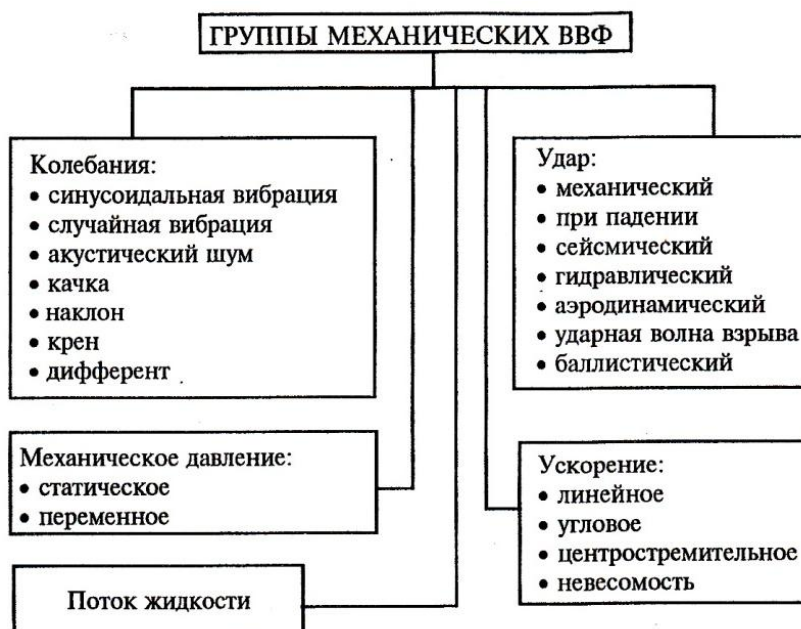 ГРУППЫ МЕХАНИЧЕСКИХ ВВФ
Колебания:
• синусоидальная вибрация
• случайная вибрация
• акустический шум
• качка
• наклон
• крен
• дифферент
Удар:
• механический
• при падении
• сейсмический
• гидравлический
• аэродинамический
• ударная волна взрыва
• баллистический
Механическое давление:
• статическое
• переменное
Ускорение:
• линейное
• угловое
• центростремительное
• невесомость
Поток жидкости